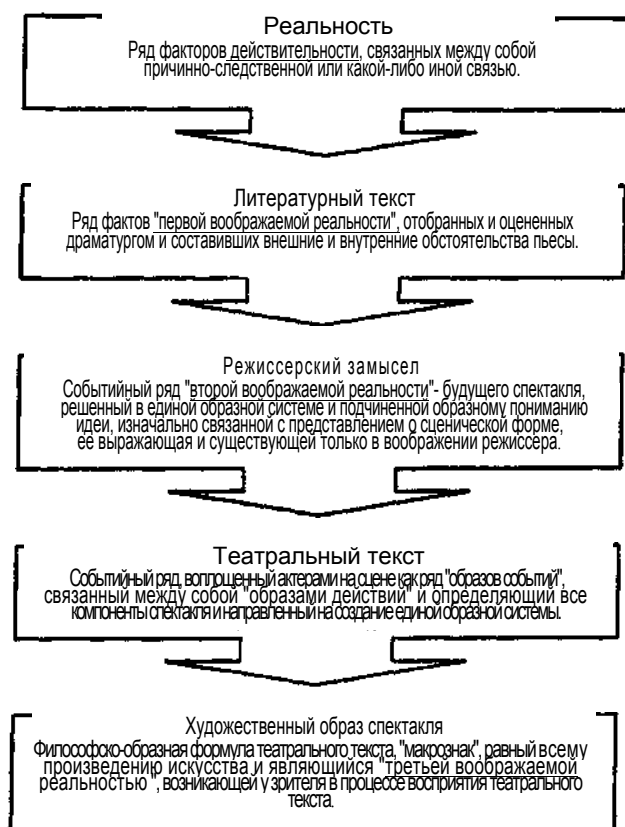 Реальность
Ряд факторов действительности, связанных между собой
причинно-следственной или какой-либо иной связью.
Литературный текст
Ряд фактов "первой воображаемой реальности", отобранных и оцененных
драматургом и составивших внешние и внутренние обстоятельства пьесы.
Режиссерский замысел
Событийный ряд "второй воображаемой реальности"- будущего спектакля,
решенный в единой образной системе и подчиненной образному пониманию
идеи, изначально связанной с представлением о сценической форме,
ее выражающая и существующей только в воображении режиссера.
Театральный текст
Событийный ряд, воплощенный актерами на сцене как ряд "образов событий",
связанный между собой "образами действий" и определяющий все
компоненты спектакля и направленный на создание единой образной системы.
Художественный образ спектакля
Философско-образная формула театрального текста, "макрознак", равный всему
произведению искусства и являющийся "третьей воображаемой
реальностью ", возникающей у зрителя в процессе восприятия театрального
текста.